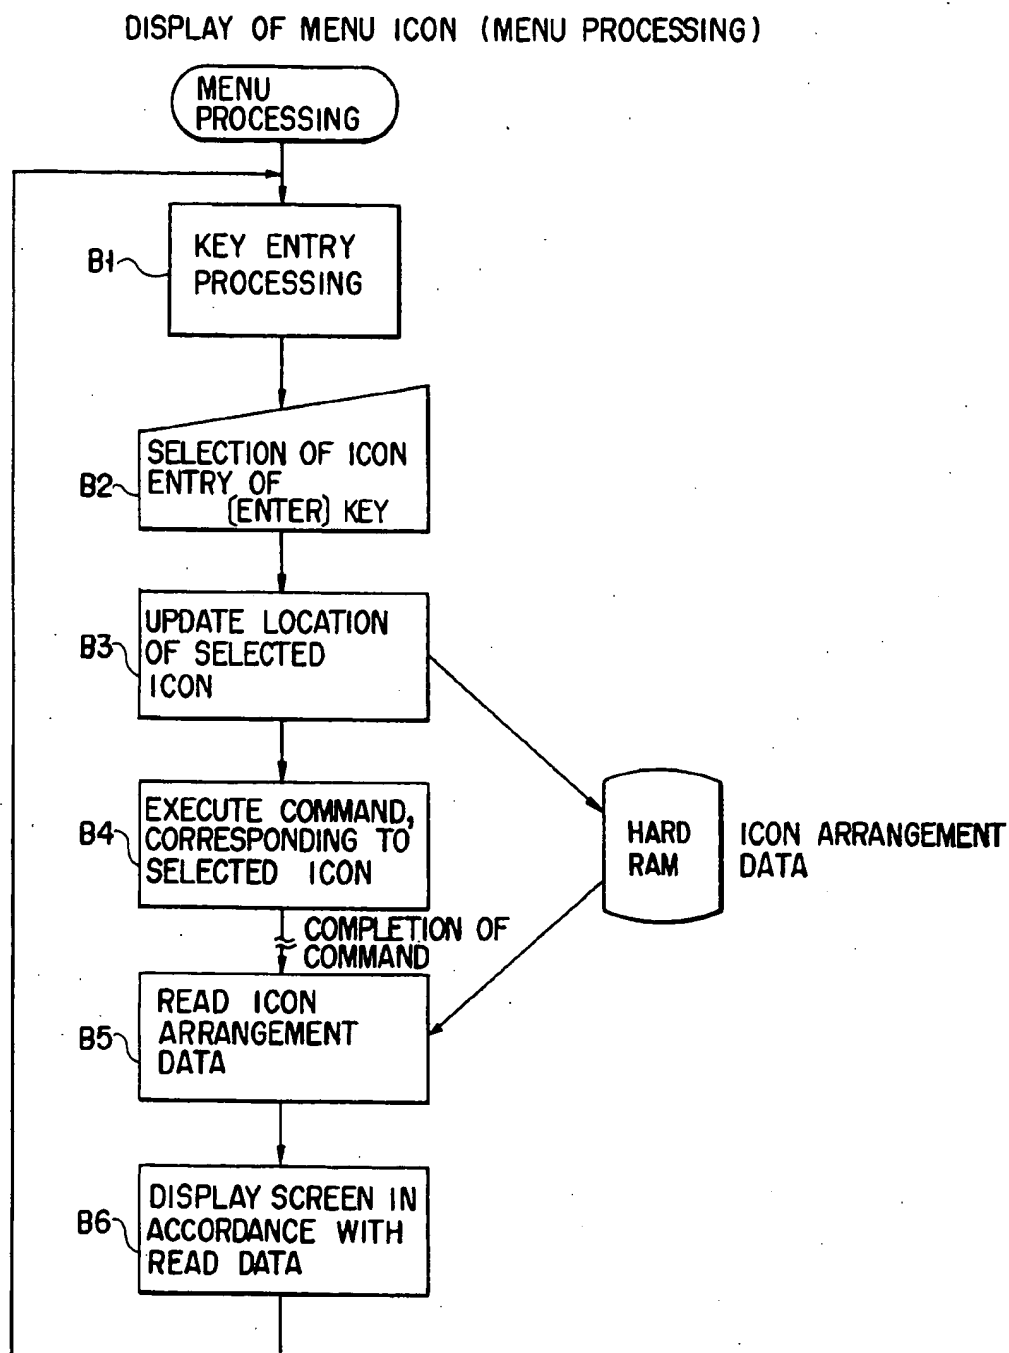 DISPLAY OF MENU ICON (MENU PROCESSING)
MENU
PROCESSING
B1
KEY ENTRY
PROCESSING
B2
SELECTION OF ICON
ENTRY OF
[ENTER] KEY
B3
UPDATE LOCATION
OF SELECTED
ICON
B4
EXECUTE COMMAND,
CORRESPONDING TO
SELECTED ICON
HARD
RAM
ICON ARRANGEMENT
DATA
COMPLETION OF
COMMAND
B5
READ ICON
ARRANGEMENT
DATA
B6
DISPLAY SCREEN IN
ACCORDANCE WITH
READ DATA